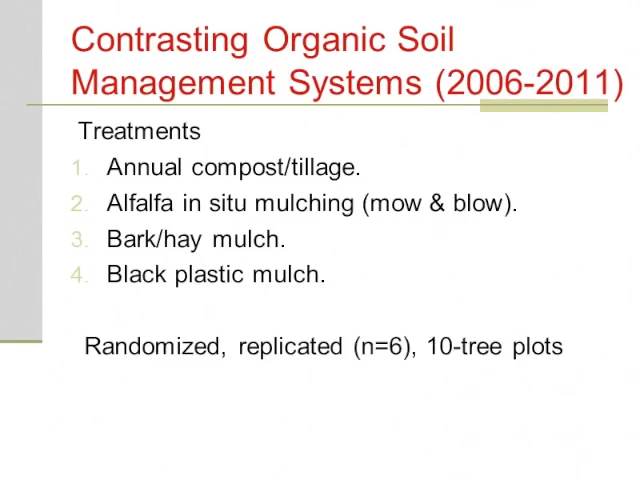 Contrasting Organic Soil
Management Systems (2006-2011)
Treatments
1. Annual compost/tillage.
2. Alfalfa in situ mulching (mow & blow).
3. Bark/hay mulch.
4. Black plastic mulch.
Randomized, replicated (n=6), 10-tree plots